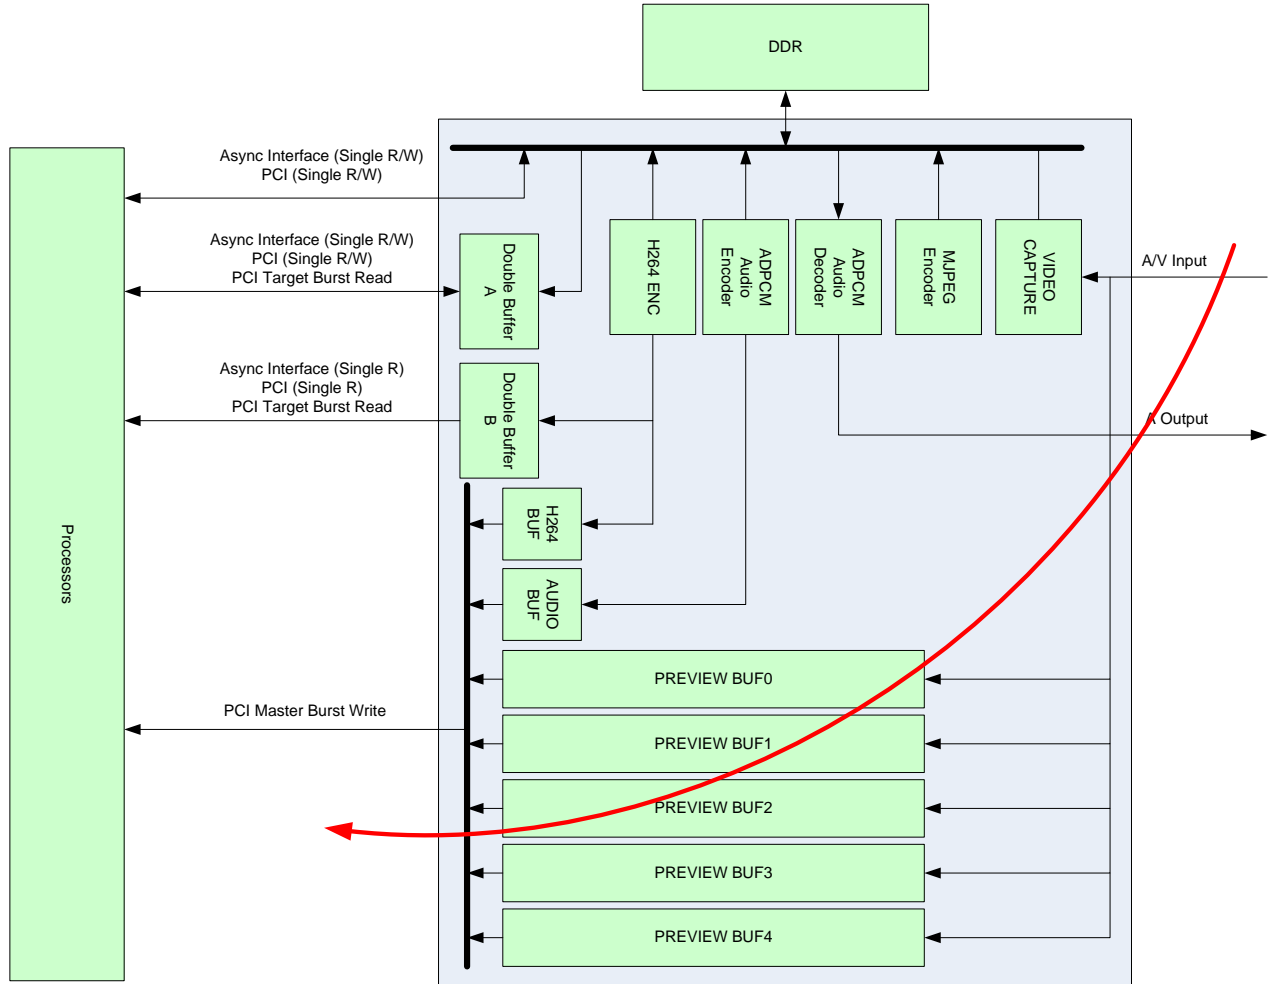 DDR
Async Interface (Single R/W)
PCI (Single R/W)
Async Interface (Single R/W)
PCI (Single R/W)
PCI Target Burst Read
Double Buffer
A
H264 ENC
ADPCM
Audio
Encoder
ADPCM
Audio
Decoder
MJPEG
Encoder
VIDEO
CAPTURE
A/V Input
Async Interface (Single R)
PCI (Single R)
PCI Target Burst Read
Double Buffer
B
A Output
H264
BUF
Processors
AUDIO
BUF
PREVIEW BUF0
PCI Master Burst Write
PREVIEW BUF1
PREVIEW BUF2
PREVIEW BUF3
PREVIEW BUF4